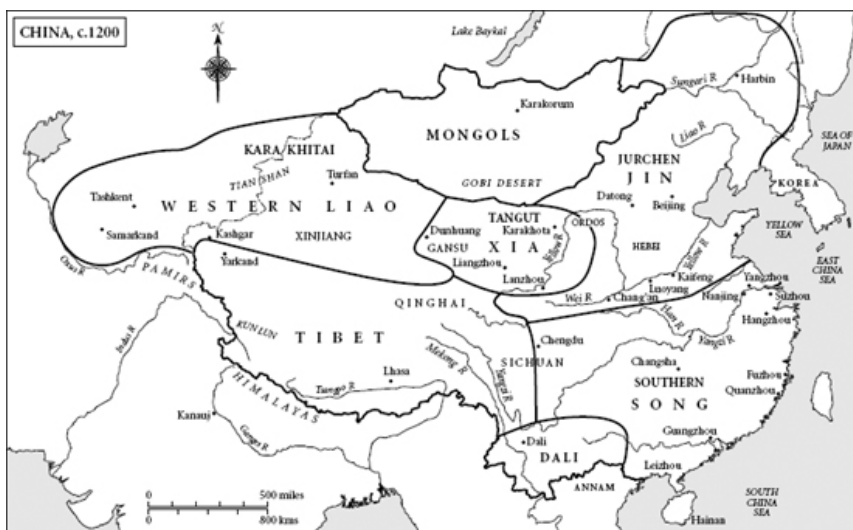 CHINA, c.1200
N
Lake Baykal
Sungari R
Harbin
Karakorum
MONGOLS
Liao R
SEA OF
JAPAN
KARA KHITAI
TIAN SHAN
Turfan
GOBI DESERT
JURCHEN
JIN
KOREA
Tashkent
WESTERN LIAO
Datong
Beijing
Samarkand
TANGUT
Karakhota
ORDOS
XIA
Dunhuang
GANSU
Kashgar
XINJIANG
Yellow R
HEBEI
Yellow R
YELLOW
SEA
Yarkand
Liangzhou
Lanzhou
EAST
CHINA
SEA
Oxus R
PAMIRS
Kaifeng
Luoyang
Yangzhou
QINGHAI
Wei R
Chang'an
Nanjing
Suzhou
Han R
Hangzhou
Indus R
KUN LUN
TIBET
Chengdu
Yangzi R
SICHUAN
Mekong R
Yangzi R
Changsha
Lhasa
Tsangpo R
HIMALAYAS
SOUTHERN
SONG
Fuzhou
Quanzhou
Kanauj
Ganges R
Guangzhou
Dali
DALI
Leizhou
ANNAM
Hainan
SOUTH
CHINA
SEA
0 500 miles
0 800 kms